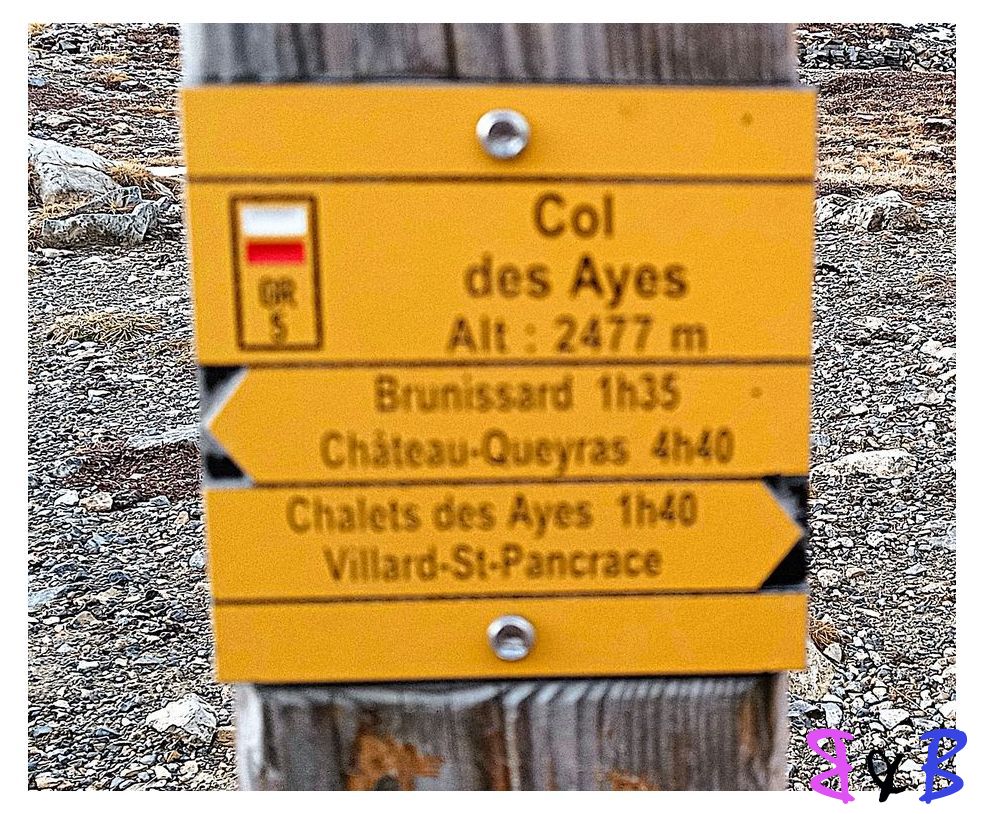 Col
des Ayes
Alt : 2477 m
GR
5
Brunissard 1h35
Château-Queyras 4h40
Chalets des Ayes 1h40
Villard-St-Pancrace
B & B